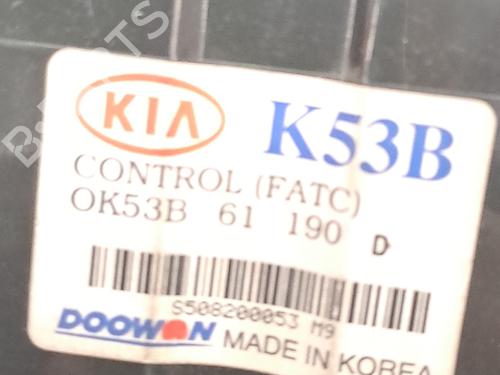 KIA K53B
CONTROL (FATC)
OK53B 61 190 D
S508200053 M9
DOOWON MADE IN KOREA